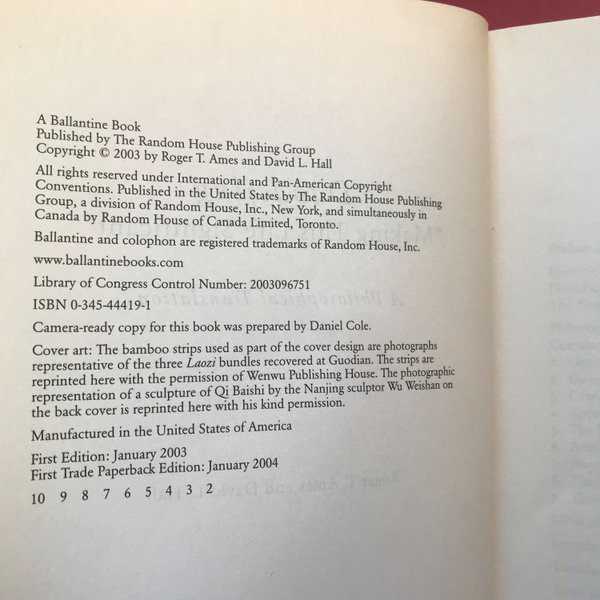 A Ballantine Book
Published by The Random House Publishing Group
Copyright © 2003 by Roger T. Ames and David L. Hall
All rights reserved under International and Pan-American Copyright
Conventions. Published in the United States by The Random House Publishing
Group, a division of Random House, Inc., New York, and simultaneously in
Canada by Random House of Canada Limited, Toronto.
Ballantine and colophon are registered trademarks of Random House, Inc.
www.ballantinebooks.com
Library of Congress Control Number: 2003096751
ISBN 0-345-44419-1
Camera-ready copy for this book was prepared by Daniel Cole.
Cover art: The bamboo strips used as part of the cover design are photographs
representative of the three Laozi bundles recovered at Guodian. The strips are
reprinted here with the permission of Wenwu Publishing House. The photographic
representation of a sculpture of Qi Baishi by the Nanjing sculptor Wu Weishan on
the back cover is reprinted here with his kind permission.
Manufactured in the United States of America
First Edition: January 2003
First Trade Paperback Edition: January 2004
10 9 8 7 6 5 4 3 2